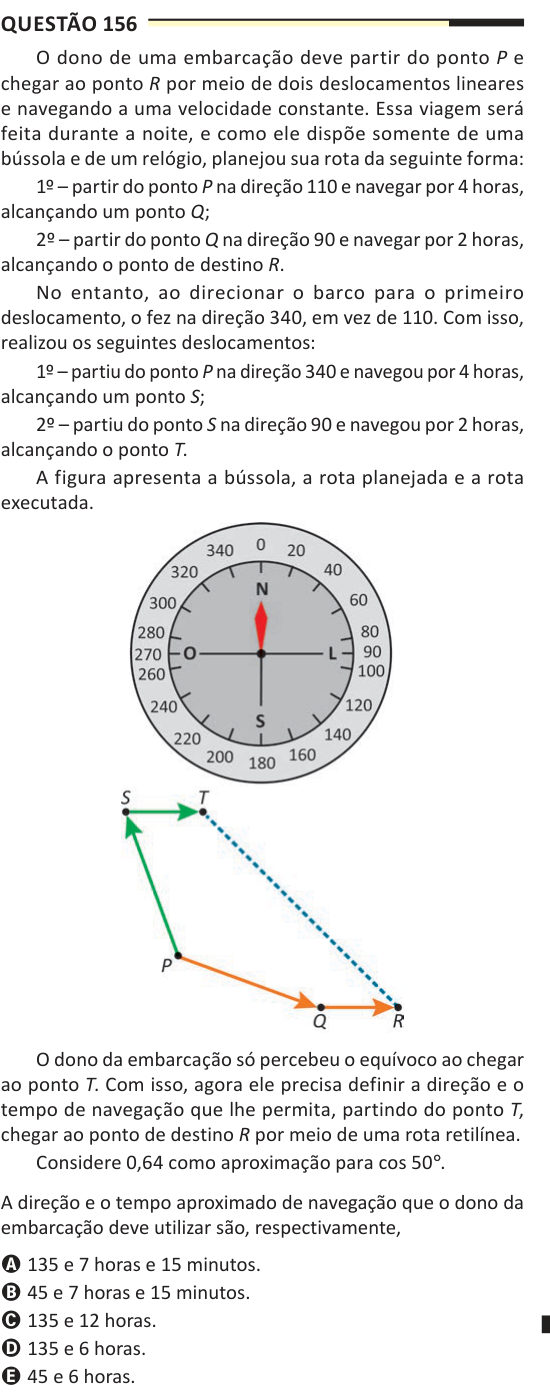 QUESTÃO 156
O dono de uma embarcação deve partir do ponto P e
chegar ao ponto R por meio de dois deslocamentos lineares
e navegando a uma velocidade constante. Essa viagem será
feita durante a noite, e como ele dispõe somente de uma
bússola e de um relógio, planejou sua rota da seguinte forma:
1º – partir do ponto P na direção 110 e navegar por 4 horas,
alcançando um ponto Q;
2º – partir do ponto Q na direção 90 e navegar por 2 horas,
alcançando o ponto de destino R.
No entanto, ao direcionar o barco para o primeiro
deslocamento, o fez na direção 340, em vez de 110. Com isso,
realizou os seguintes deslocamentos:
1º – partiu do ponto P na direção 340 e navegou por 4 horas,
alcançando um ponto S;
2º – partiu do ponto S na direção 90 e navegou por 2 horas,
alcançando o ponto T.
A figura apresenta a bússola, a rota planejada e a rota
executada.
340 0 20
320 40
N
300 60
280 80
270 O L 90
260 100
240 120
S
220 140
200 180 160
S T
P
Q R
O dono da embarcação só percebeu o equívoco ao chegar
ao ponto T. Com isso, agora ele precisa definir a direção e o
tempo de navegação que lhe permita, partindo do ponto T,
chegar ao ponto de destino R por meio de uma rota retilínea.
Considere 0,64 como aproximação para cos 50°.
A direção e o tempo aproximado de navegação que o dono da
embarcação deve utilizar são, respectivamente,
A 135 e 7 horas e 15 minutos.
B 45 e 7 horas e 15 minutos.
C 135 e 12 horas.
D 135 e 6 horas.
E 45 e 6 horas.